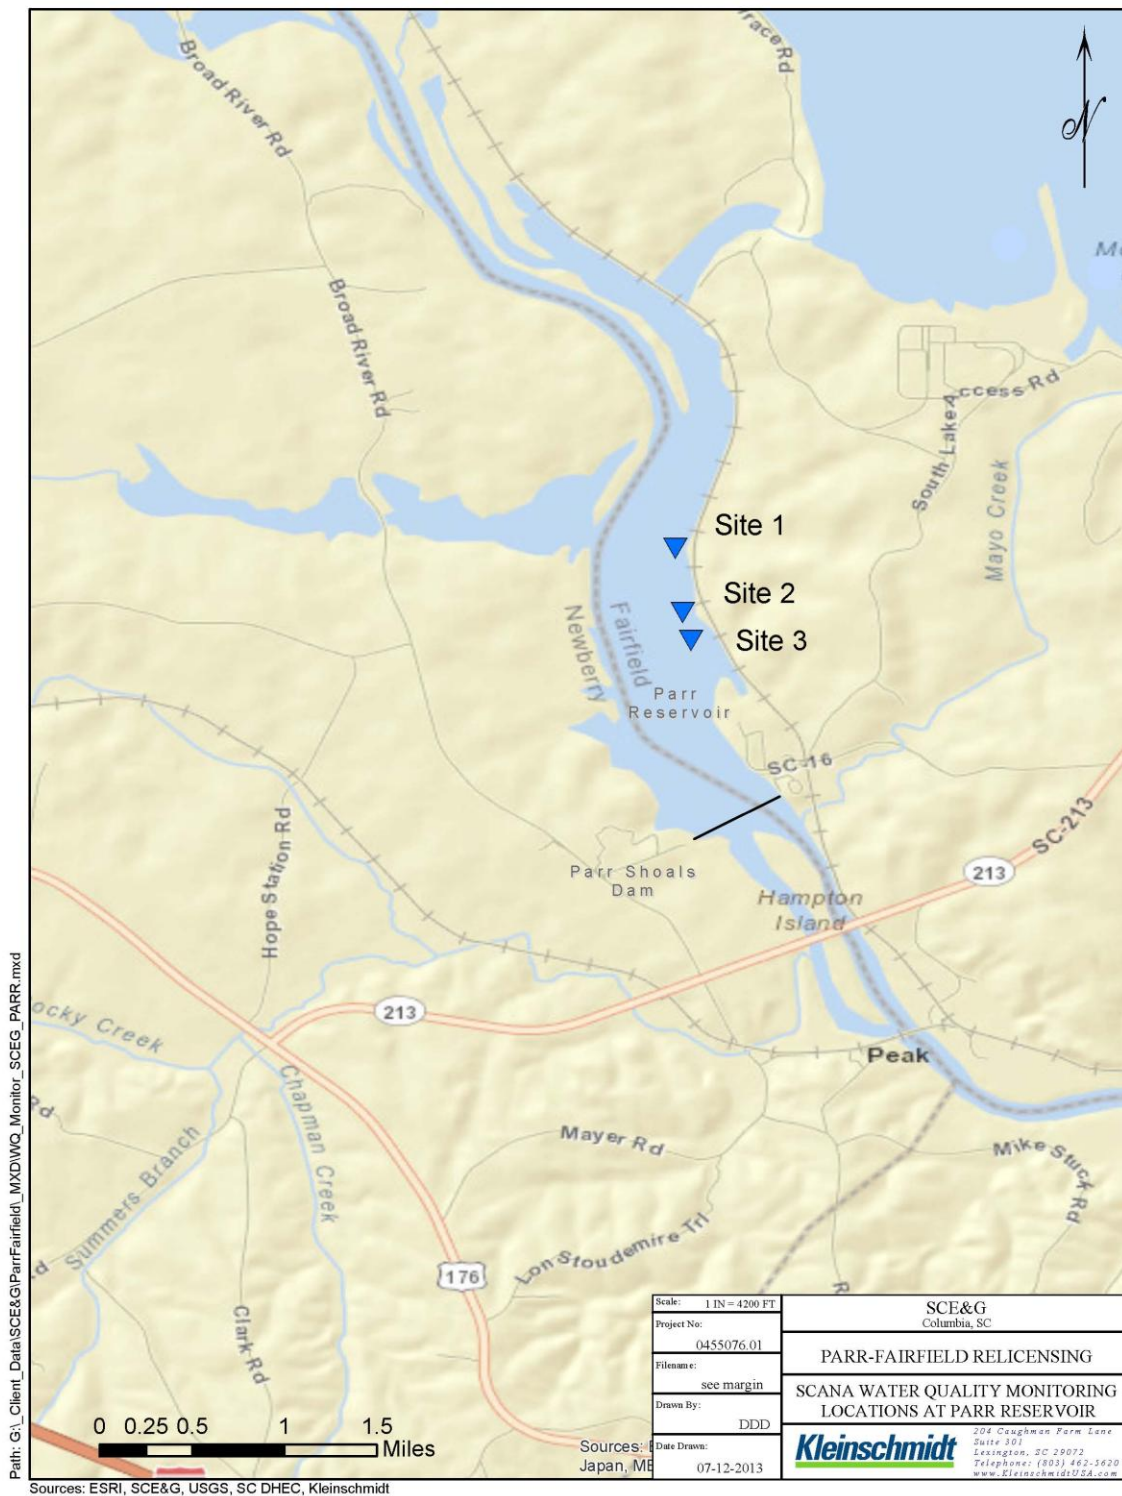 race Rd
Broad River Rd
N
Broad River Rd
South Lake Access Rd
Mayo Creek
Site 1
Site 2
Site 3
Newberry
Fairfield
Parr
Reservoir
SC-16
SC-213
213
Parr Shoals
Dam
Hampton
Island
Hope Station Rd
213
ocky Creek
Chapman Creek
Peak
Rd
Summers Branch
Mayer Rd
Mike Stuck Rd
Lon Stoudemire Trl
176
Clark Rd
R
0 0.25 0.5 1 1.5
Miles
Sources: E
Japan, ME
Scale: 1 IN = 4200 FT
Project No:
0455076.01
Filename:
see margin
Drawn By:
DDD
Date Drawn:
07-12-2013
SCE&G
Columbia, SC
PARR-FAIRFIELD RELICENSING
SCANA WATER QUALITY MONITORING
LOCATIONS AT PARR RESERVOIR
Kleinschmidt
204 Caughman Farm Lane
Suite 301
Lexington, SC 29072
Telephone: (803) 462-5620
www.KleinschmidtUSA.com
Path: G:\_Client_Data\SCE&G\ParrFairfield\_MXD\WQ_Monitor_SCEG_PARR.mxd
Sources: ESRI, SCE&G, USGS, SC DHEC, Kleinschmidt